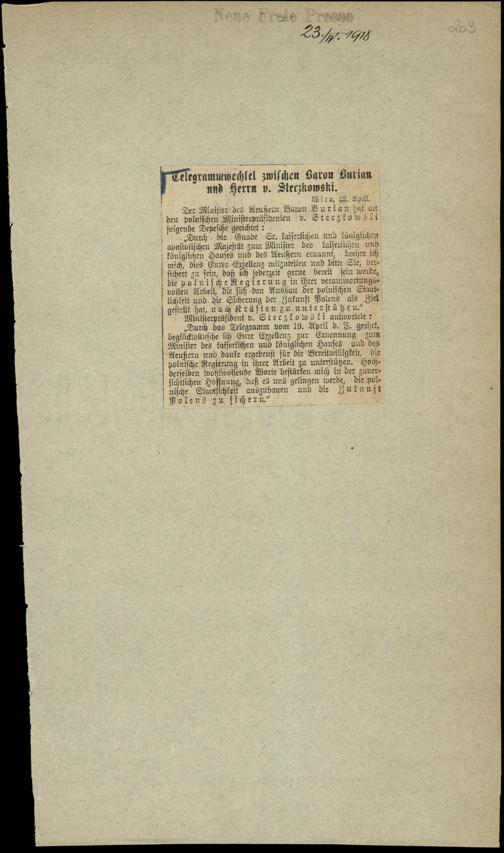 Neue Freie Presse
23./IV. 1918
203
Telegrammwechsel zwischen Baron Burian
und Herrn v. Steczkowski.
Wien, 22. April.
Der Minister des Aeußern Baron Burian hat an
den polnischen Ministerpräsidenten v. Steczkowski
folgende Depesche gerichtet:
„Durch die Gnade Sr. kaiserlichen und königlichen
apostolischen Majestät zum Minister des kaiserlichen und
königlichen Hauses und des Aeußern ernannt, beehre ich
mich, dies Eurer Exzellenz mitzuteilen und bitte Sie, ver-
sichert zu sein, daß ich jederzeit gerne bereit sein werde,
die polnische Regierung in ihrer verantwortungs-
vollen Arbeit, die sich den Ausbau der polnischen Staat-
lichkeit und die Sicherung der Zukunft Polens als Ziel
gestellt hat, nach Kräften zu unterstützen."
Ministerpräsident v. Steczkowski antwortete:
„Durch das Telegramm vom 19. April d. J. geehrt,
beglückwünsche ich Eure Exzellenz zur Ernennung zum
Minister des kaiserlichen und königlichen Hauses und des
Aeußern und danke ergebenst für die Bereitwilligkeit, die
polnische Regierung in ihrer Arbeit zu unterstützen. Hoch-
derselben wohlwollende Worte bestärken mich in der zuver-
sichtlichen Hoffnung, daß es uns gelingen werde, die pol-
nische Staatlichkeit auszubauen und die Zukunft
Polens zu sichern."